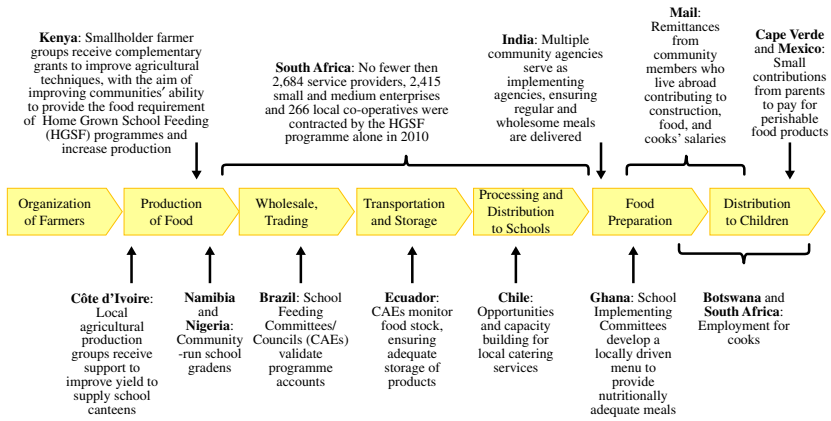 Kenya: Smallholder farmer
groups receive complementary
grants to improve agricultural
techniques, with the aim of
improving communities' ability
to provide the food requirement
of Home Grown School Feeding
(HGSF) programmes and
increase production
South Africa: No fewer then
2,684 service providers, 2,415
small and medium enterprises
and 266 local co-operatives were
contracted by the HGSF
programme alone in 2010
India: Multiple
community agencies
serve as
implementing
agencies, ensuring
regular and
wholesome meals
are delivered
Mail:
Remittances
from
community
members who
live abroad
contributing to
construction,
food, and
cooks' salaries
Cape Verde
and Mexico:
Small
contributions
from parents
to pay for
perishable
food products
Organization
of Farmers
Production
of Food
Wholesale,
Trading
Transportation
and Storage
Processing and
Distribution
to Schools
Food
Preparation
Distribution
to Children
Côte d'Ivoire:
Local
agricultural
production
groups receive
support to
improve yield to
supply school
canteens
Namibia
and
Nigeria:
Community
-run school
gradens
Brazil: School
Feeding
Committees/
Councils (CAEs)
validate
programme
accounts
Ecuador:
CAEs monitor
food stock,
ensuring
adequate
storage of
products
Chile:
Opportunities
and capacity
building for
local catering
services
Ghana: School
Implementing
Committees
develop a
locally driven
menu to
provide
nutritionally
adequate meals
Botswana and
South Africa:
Employment for
cooks